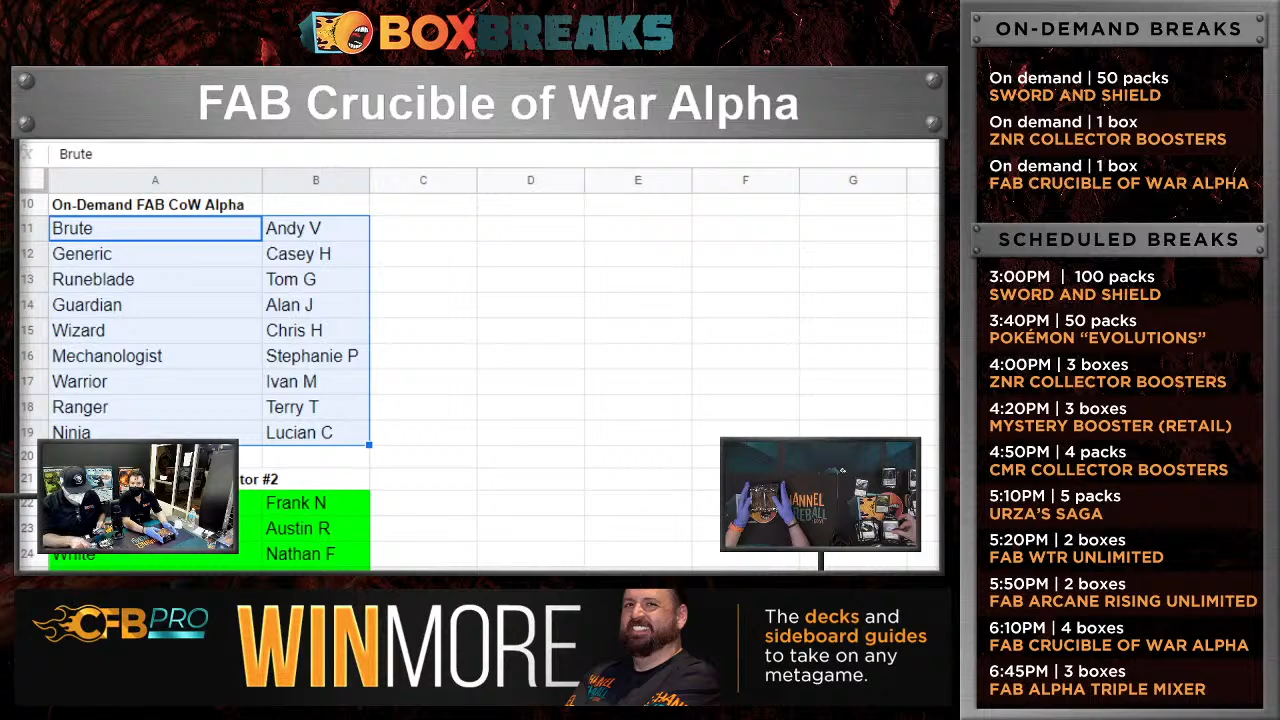 BOXBREAKS
FAB Crucible of War Alpha
Brute
A B C D E F G
10 On-Demand FAB CoW Alpha
11 Brute Andy V
12 Generic Casey H
13 Runeblade Tom G
14 Guardian Alan J
15 Wizard Chris H
16 Mechanologist Stephanie P
17 Warrior Ivan M
18 Ranger Terry T
19 Ninja Lucian C
20
21 tor #2
22 Frank N
23 Austin R
24 White Nathan F
CFBPRO
WINMORE
The decks and
sideboard guides
to take on any
metagame.
ON-DEMAND BREAKS
On demand | 50 packs
SWORD AND SHIELD
On demand | 1 box
ZNR COLLECTOR BOOSTERS
On demand | 1 box
FAB CRUCIBLE OF WAR ALPHA
SCHEDULED BREAKS
3:00PM | 100 packs
SWORD AND SHIELD
3:40PM | 50 packs
POKÉMON “EVOLUTIONS”
4:00PM | 3 boxes
ZNR COLLECTOR BOOSTERS
4:20PM | 3 boxes
MYSTERY BOOSTER (RETAIL)
4:50PM | 4 packs
CMR COLLECTOR BOOSTERS
5:10PM | 5 packs
URZA’S SAGA
5:20PM | 2 boxes
FAB WTR UNLIMITED
5:50PM | 2 boxes
FAB ARCANE RISING UNLIMITED
6:10PM | 4 boxes
FAB CRUCIBLE OF WAR ALPHA
6:45PM | 3 boxes
FAB ALPHA TRIPLE MIXER